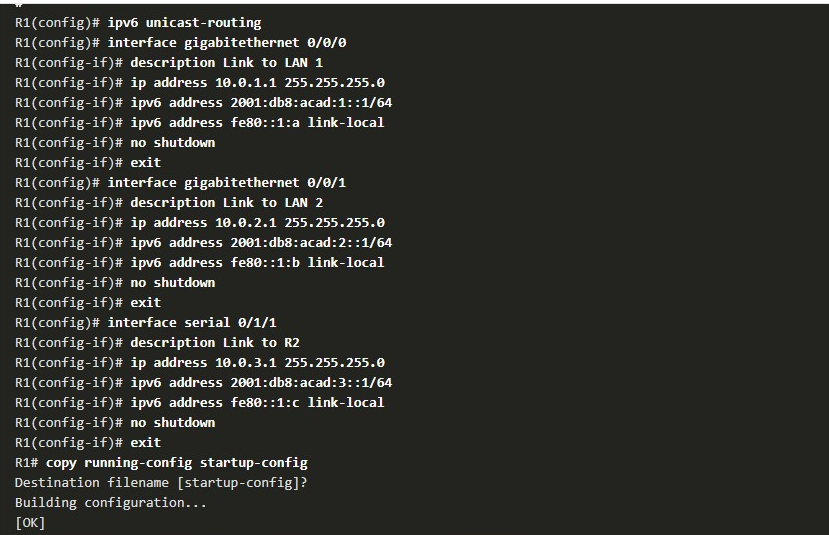 #
R1(config)# ipv6 unicast-routing
R1(config)# interface gigabitethernet 0/0/0
R1(config-if)# description Link to LAN 1
R1(config-if)# ip address 10.0.1.1 255.255.255.0
R1(config-if)# ipv6 address 2001:db8:acad:1::1/64
R1(config-if)# ipv6 address fe80::1:a link-local
R1(config-if)# no shutdown
R1(config-if)# exit
R1(config)# interface gigabitethernet 0/0/1
R1(config-if)# description Link to LAN 2
R1(config-if)# ip address 10.0.2.1 255.255.255.0
R1(config-if)# ipv6 address 2001:db8:acad:2::1/64
R1(config-if)# ipv6 address fe80::1:b link-local
R1(config-if)# no shutdown
R1(config-if)# exit
R1(config)# interface serial 0/1/1
R1(config-if)# description Link to R2
R1(config-if)# ip address 10.0.3.1 255.255.255.0
R1(config-if)# ipv6 address 2001:db8:acad:3::1/64
R1(config-if)# ipv6 address fe80::1:c link-local
R1(config-if)# no shutdown
R1(config-if)# exit
R1# copy running-config startup-config
Destination filename [startup-config]?
Building configuration...
[OK]